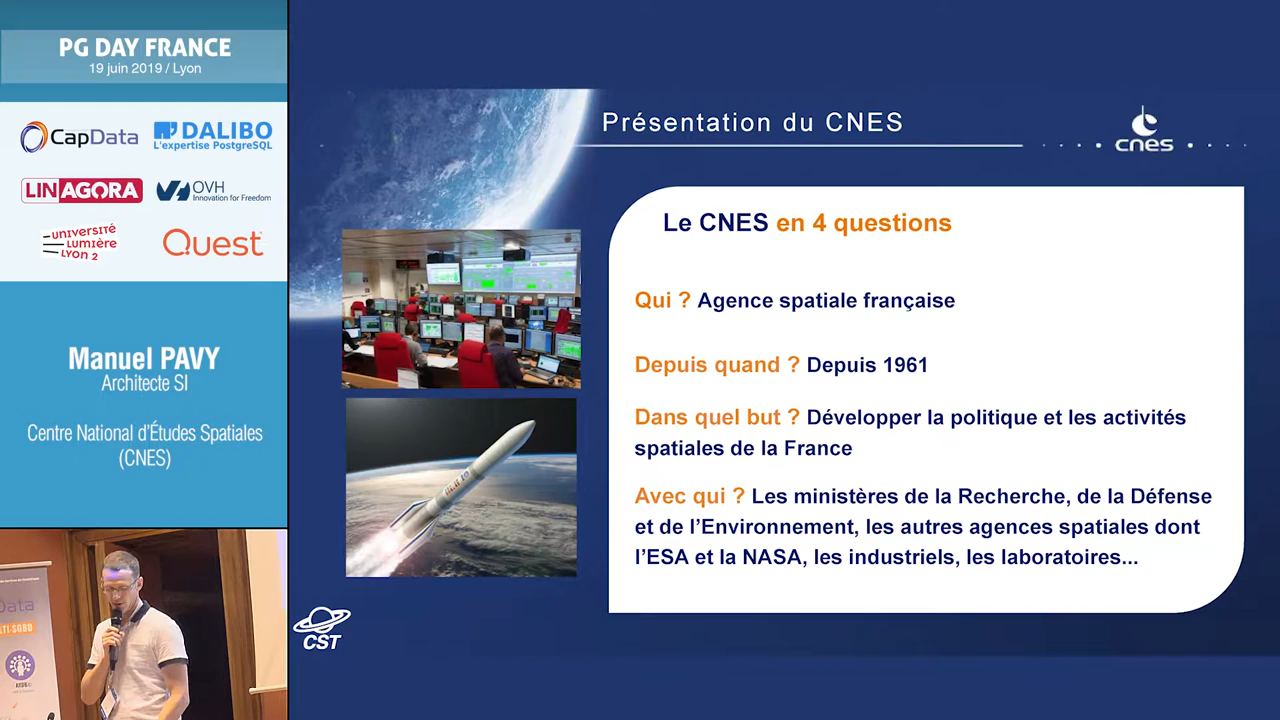 PG DAY FRANCE
19 juin 2019 / Lyon
CapData
DALIBO
L'expertise PostgreSQL
LINAGORA
OVH
Innovation for Freedom
UNIVERSITÉ
LUMIÈRE
LYON 2
Quest
Manuel PAVY
Architecte SI
Centre National d'Études Spatiales
(CNES)
Data
LTI-SGBD
Présentation du CNES
cnes
Le CNES en 4 questions
Qui ? Agence spatiale française
Depuis quand ? Depuis 1961
Dans quel but ? Développer la politique et les activités
spatiales de la France
Avec qui ? Les ministères de la Recherche, de la Défense
et de l'Environnement, les autres agences spatiales dont
l'ESA et la NASA, les industriels, les laboratoires...
CST